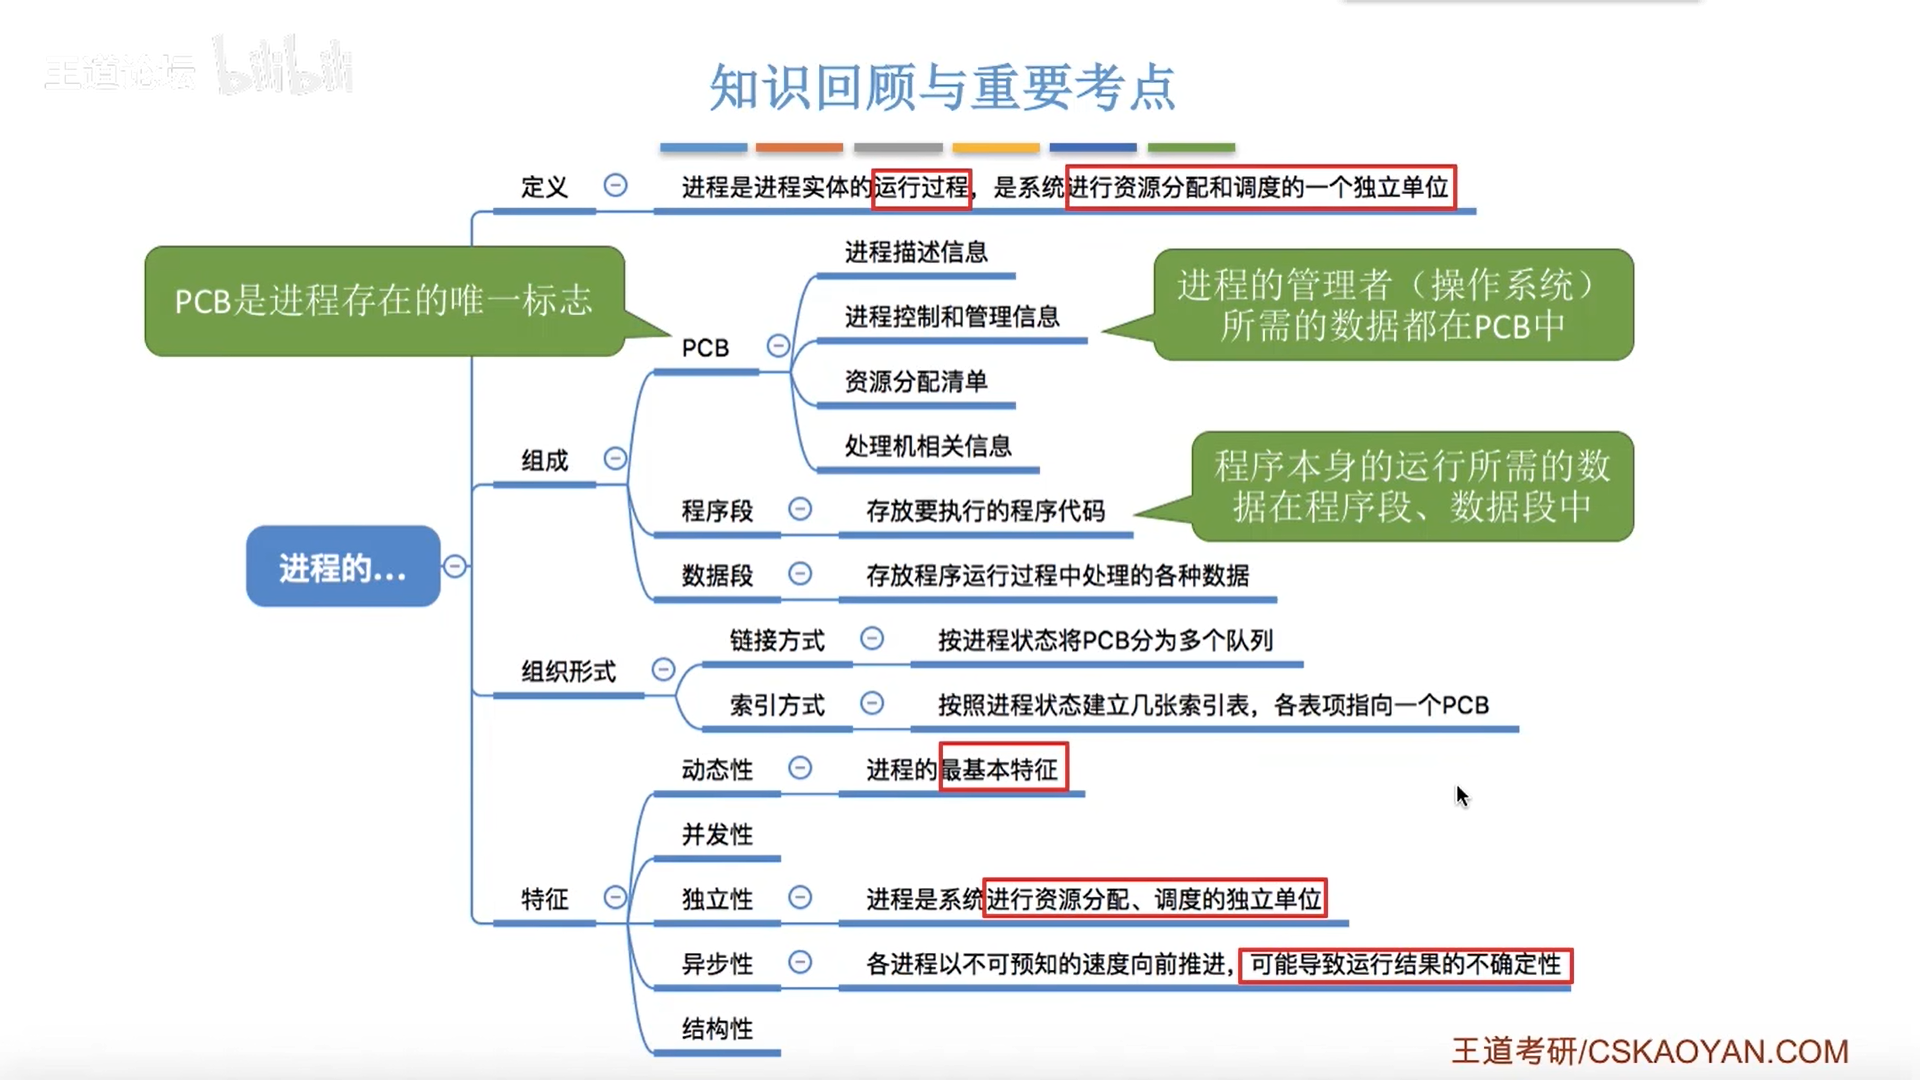 王道论坛 bilibili
知识回顾与重要考点
定义
进程是进程实体的运行过程，是系统进行资源分配和调度的一个独立单位
PCB是进程存在的唯一标志
进程描述信息
进程的管理者（操作系统）
所需的数据都在PCB中
进程控制和管理信息
PCB
资源分配清单
处理机相关信息
组成
程序本身的运行所需的数
据在程序段、数据段中
程序段
存放要执行的程序代码
进程的...
数据段
存放程序运行过程中处理的各种数据
链接方式
按进程状态将PCB分为多个队列
组织形式
索引方式
按照进程状态建立几张索引表，各表项指向一个PCB
动态性
进程的最基本特征
并发性
特征
独立性
进程是系统进行资源分配、调度的独立单位
异步性
各进程以不可预知的速度向前推进，可能导致运行结果的不确定性
结构性
王道考研/CSKAOYAN.COM